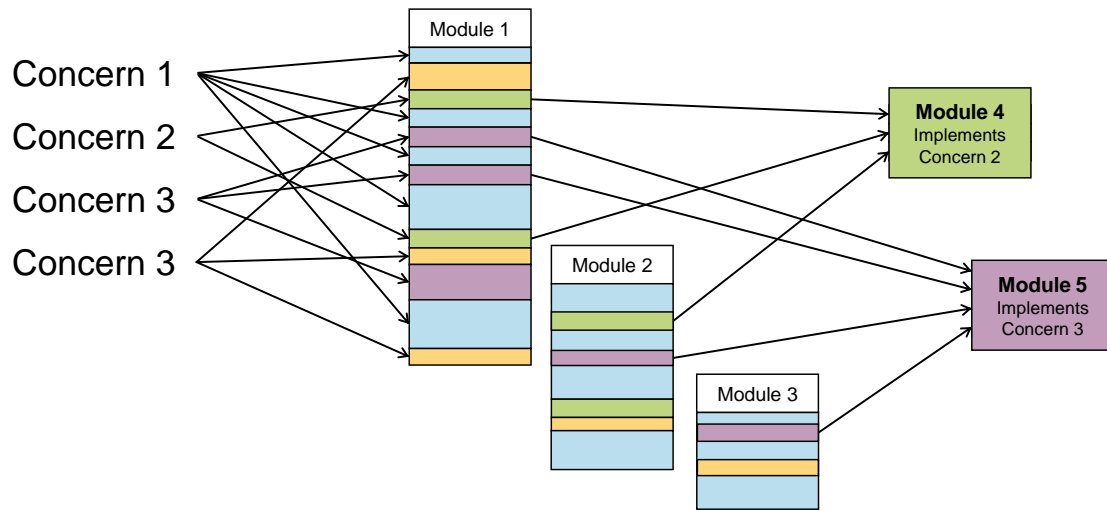 Module 1
Concern 1
Concern 2
Concern 3
Concern 3
Module 4
Implements
Concern 2
Module 2
Module 5
Implements
Concern 3
Module 3